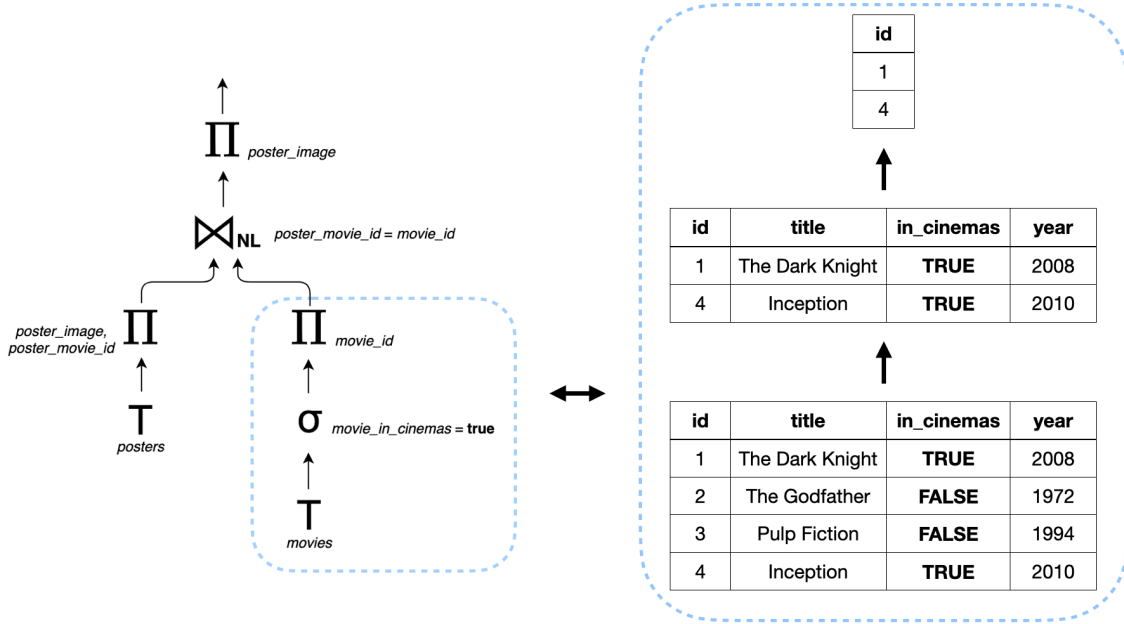 Π poster_image
⋈NL poster_movie_id = movie_id
Π poster_image,
poster_movie_id
Π movie_id
σ movie_in_cinemas = true
T
posters
T
movies
id
1
4
id title in_cinemas year
1 The Dark Knight TRUE 2008
4 Inception TRUE 2010
id title in_cinemas year
1 The Dark Knight TRUE 2008
2 The Godfather FALSE 1972
3 Pulp Fiction FALSE 1994
4 Inception TRUE 2010